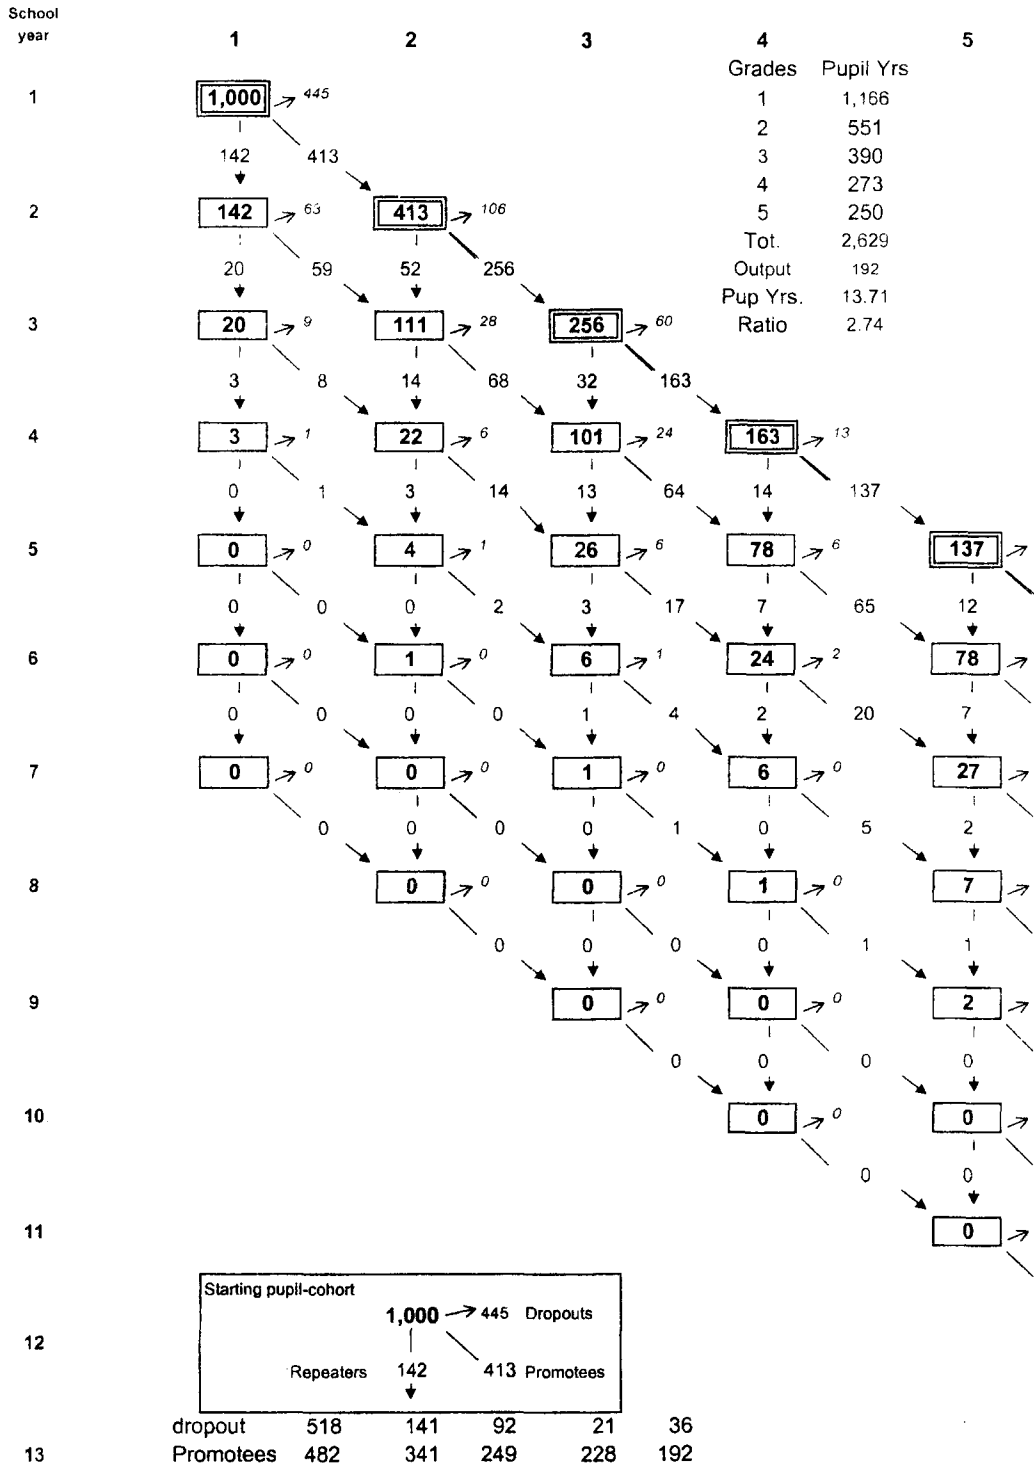 School
year
1 2 3 4 5
Grades Pupil Yrs
1 1,000 445 1 1,166
2 551
142 413 3 390
4 273
2 142 63 413 106 5 250
Tot. 2,629
20 59 52 256 Output 192
Pup Yrs. 13.71
3 20 9 111 28 256 60 Ratio 2.74
3 8 14 68 32 163
4 3 1 22 6 101 24 163 13
0 1 3 14 13 64 14 137
5 0 0 4 1 26 6 78 6 137
0 0 0 2 3 17 7 65 12
6 0 0 1 0 6 1 24 2 78
0 0 0 0 1 4 2 20 7
7 0 0 0 0 1 0 6 0 27
0 0 0 0 1 0 5 2
8 0 0 0 0 1 0 7
0 0 0 0 1 1
9 0 0 0 0 2
0 0 0 0
10 0 0 0
0 0
11 0
Starting pupil-cohort
1,000 445 Dropouts
12
Repeaters 142 413 Promotees
dropout 518 141 92 21 36
13 Promotees 482 341 249 228 192